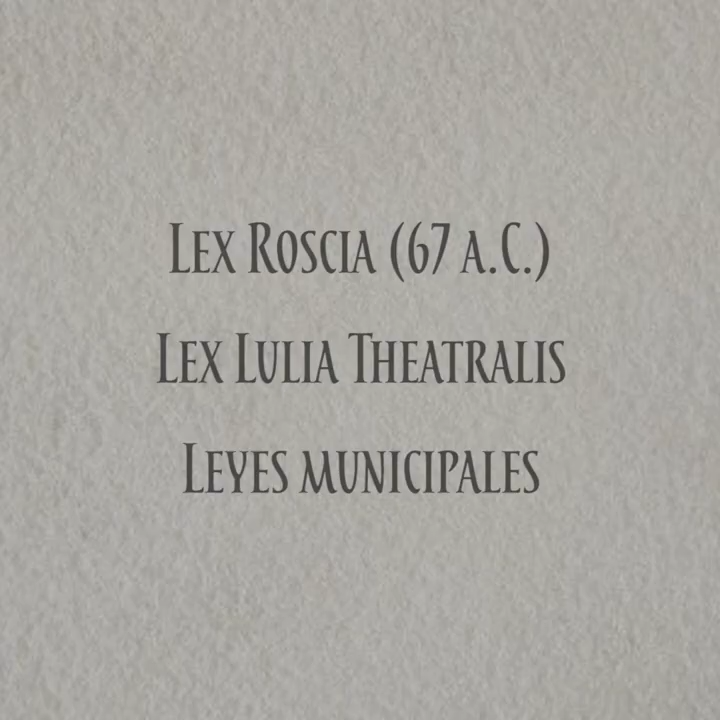 Lex Roscia (67 a.C.)
Lex Lulia Theatralis
Leyes municipales